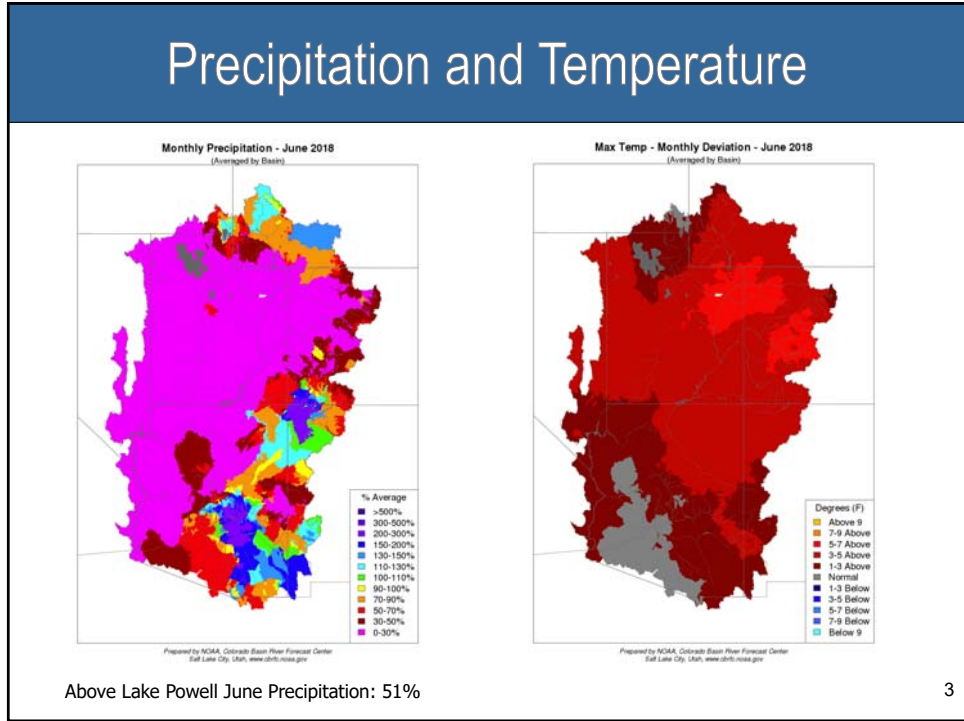 Precipitation and Temperature
Monthly Precipitation - June 2018
(Averaged by Basin)
% Average
>500%
300-500%
200-300%
150-200%
130-150%
110-130%
100-110%
90-100%
70-90%
50-70%
30-50%
0-30%
Prepared by NOAA, Colorado Basin River Forecast Center
Salt Lake City, Utah, www.cbrfc.noaa.gov
Max Temp - Monthly Deviation - June 2018
(Averaged by Basin)
Degrees (F)
Above 9
7-9 Above
5-7 Above
3-5 Above
1-3 Above
Normal
1-3 Below
3-5 Below
5-7 Below
7-9 Below
Below 9
Prepared by NOAA, Colorado Basin River Forecast Center
Salt Lake City, Utah, www.cbrfc.noaa.gov
Above Lake Powell June Precipitation: 51%
3